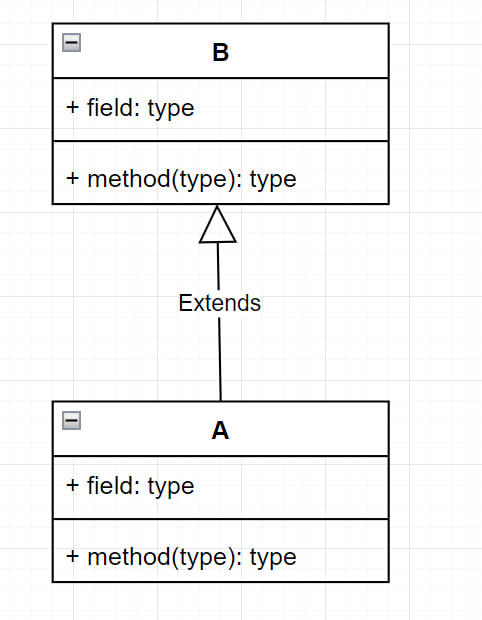 B
+ field: type
+ method(type): type
Extends
A
+ field: type
+ method(type): type